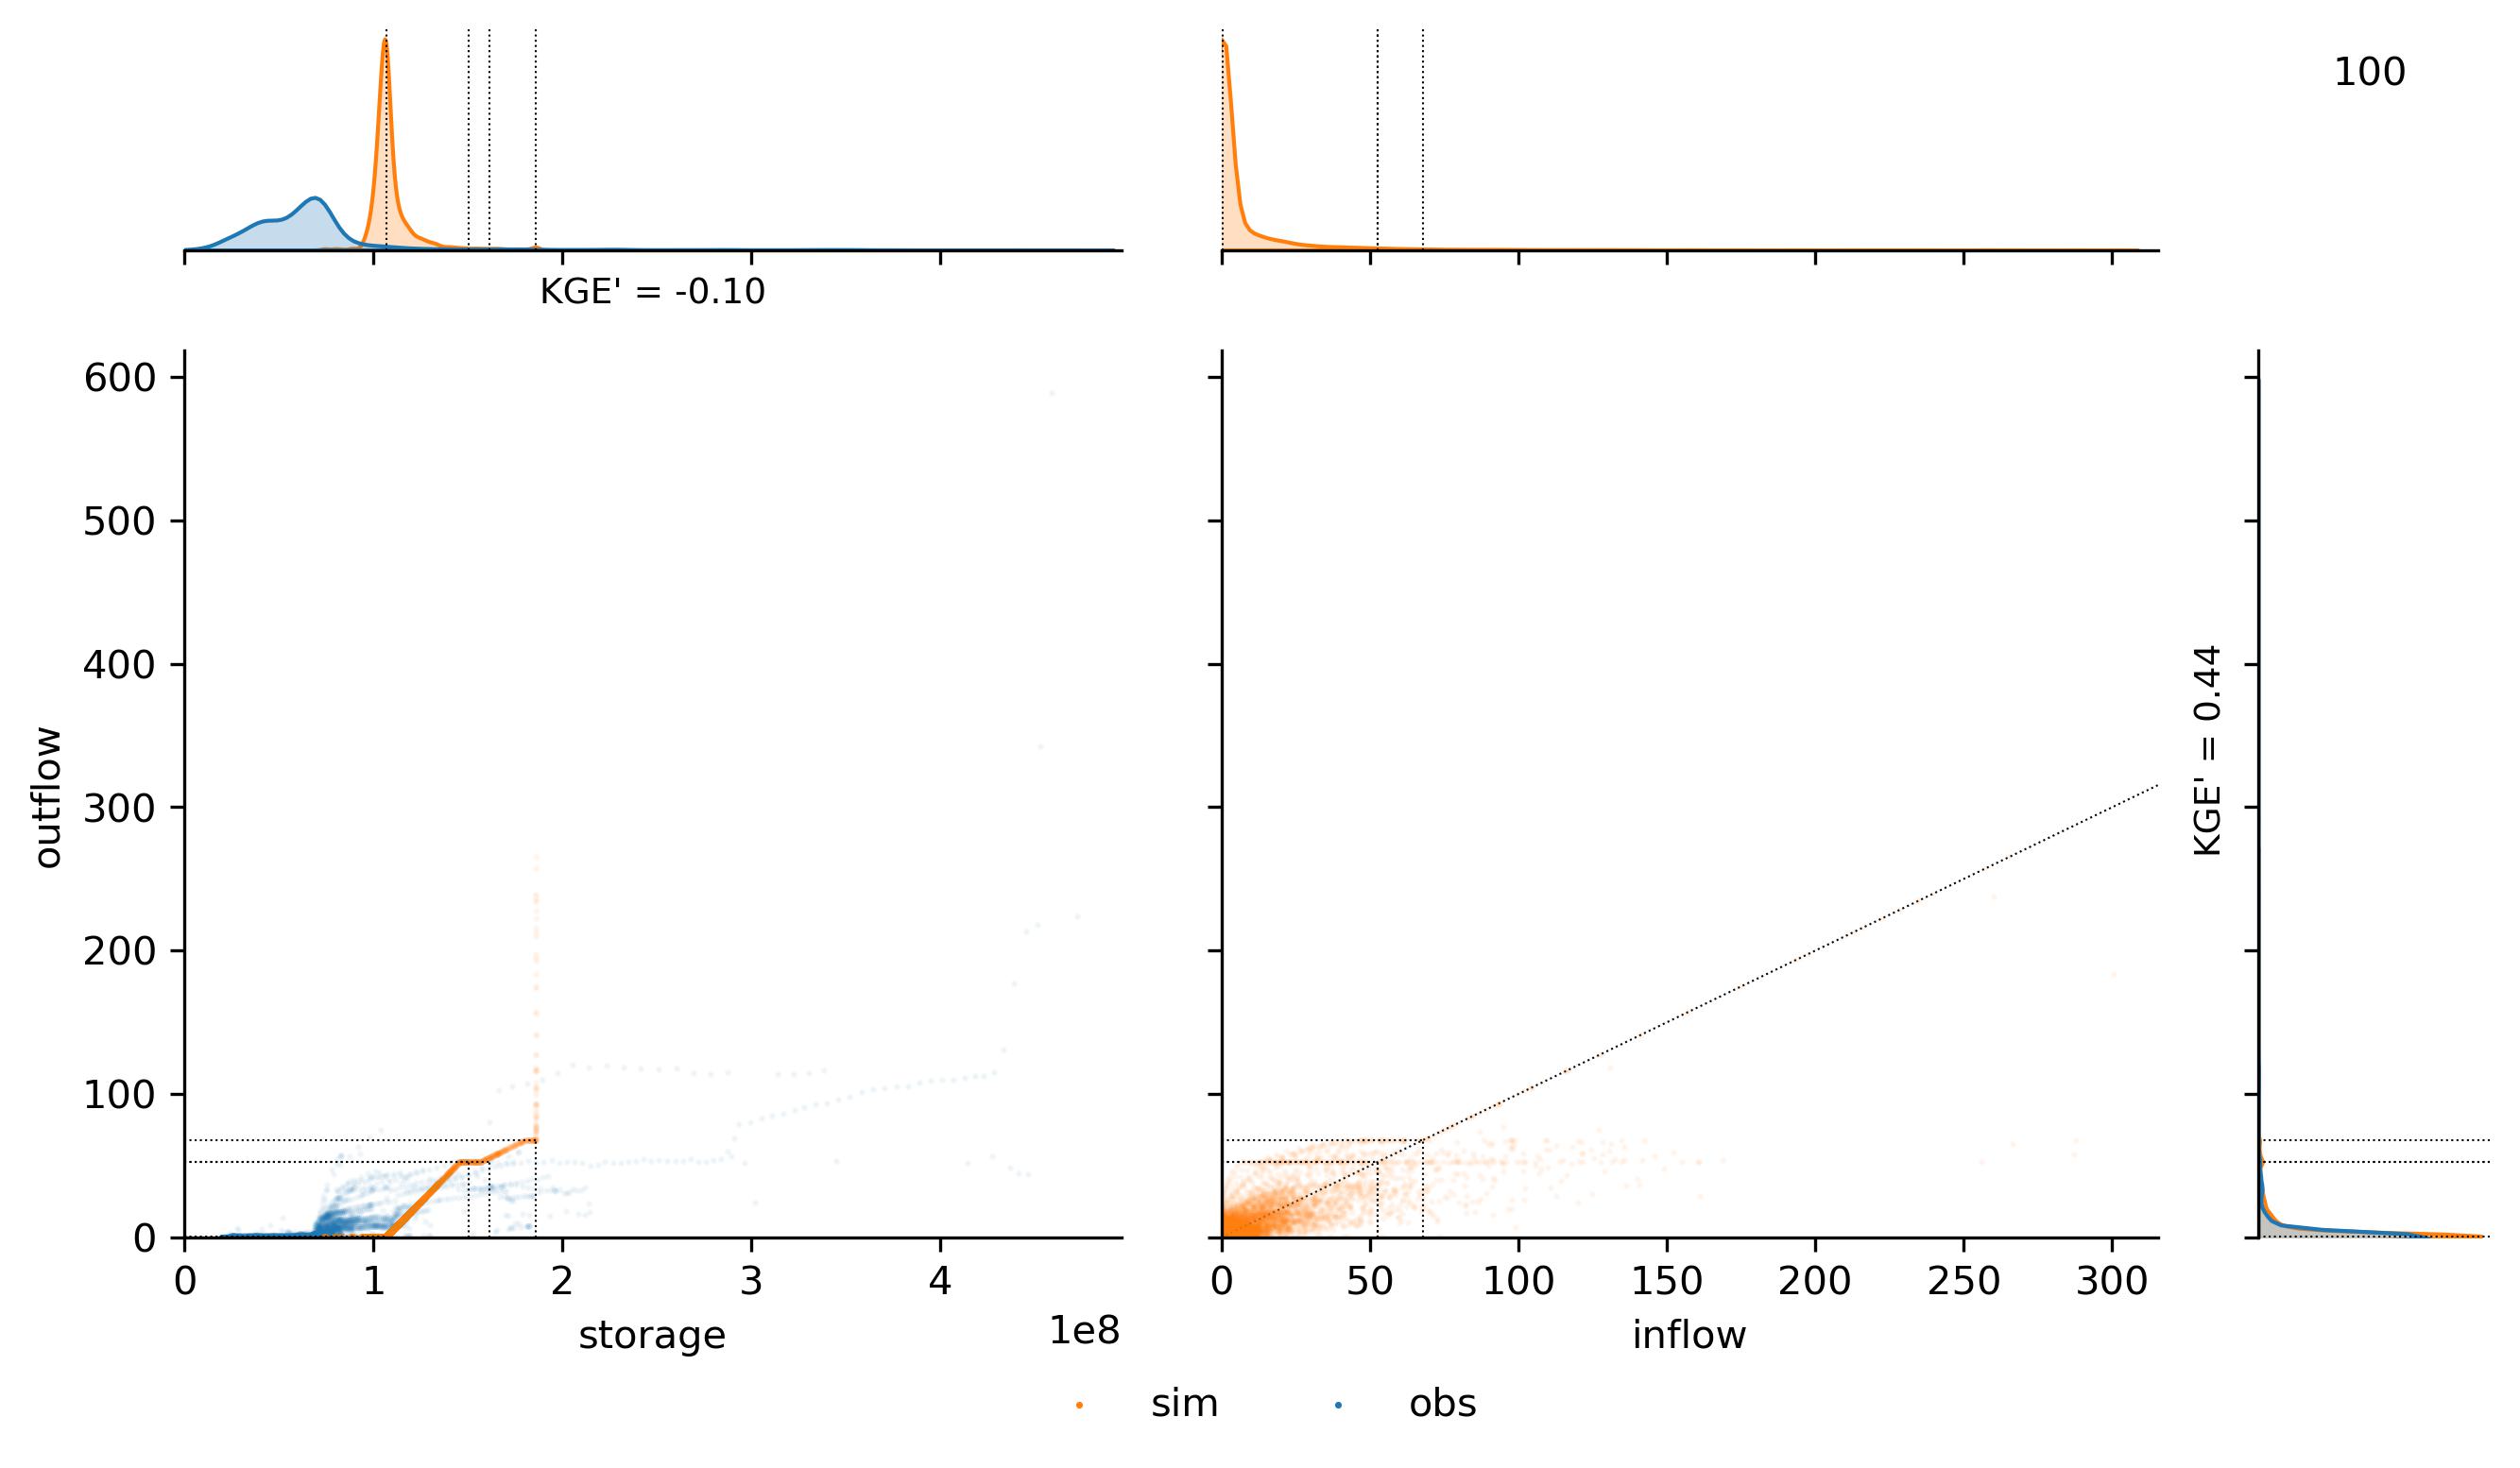 100
KGE' = -0.10
600
500
400
300
200
100
0
outflow
KGE' = 0.44
0 1 2 3 4
0 50 100 150 200 250 300
storage
1e8
inflow
sim obs